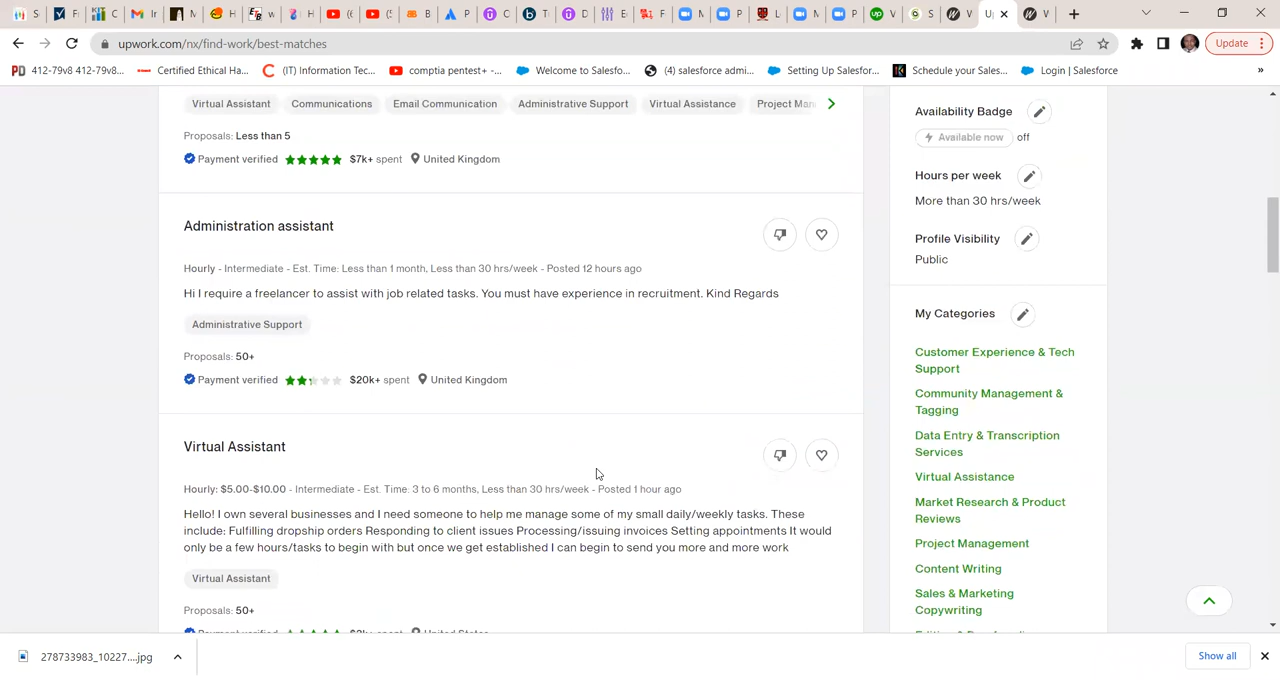 upwork.com/nx/find-work/best-matches
Update
412-79v8 412-79v8...
Certified Ethical Ha...
(IT) Information Tec...
comptia pentest+ -...
Welcome to Salesfo...
(4) salesforce admi...
Setting Up Salesfor...
Schedule your Sales...
Login | Salesforce
»
Virtual Assistant
Communications
Email Communication
Administrative Support
Virtual Assistance
Project Man
Proposals: Less than 5
Payment verified $7k+ spent United Kingdom
Administration assistant
Hourly - Intermediate - Est. Time: Less than 1 month, Less than 30 hrs/week - Posted 12 hours ago
Hi I require a freelancer to assist with job related tasks. You must have experience in recruitment. Kind Regards
Administrative Support
Proposals: 50+
Payment verified $20k+ spent United Kingdom
Virtual Assistant
Hourly: $5.00-$10.00 - Intermediate - Est. Time: 3 to 6 months, Less than 30 hrs/week - Posted 1 hour ago
Hello! I own several businesses and I need someone to help me manage some of my small daily/weekly tasks. These
include: Fulfilling dropship orders Responding to client issues Processing/issuing invoices Setting appointments It would
only be a few hours/tasks to begin with but once we get established I can begin to send you more and more work
Virtual Assistant
Proposals: 50+
Availability Badge
Available now off
Hours per week
More than 30 hrs/week
Profile Visibility
Public
My Categories
Customer Experience & Tech
Support
Community Management &
Tagging
Data Entry & Transcription
Services
Virtual Assistance
Market Research & Product
Reviews
Project Management
Content Writing
Sales & Marketing
Copywriting
278733983_10227....jpg
Show all